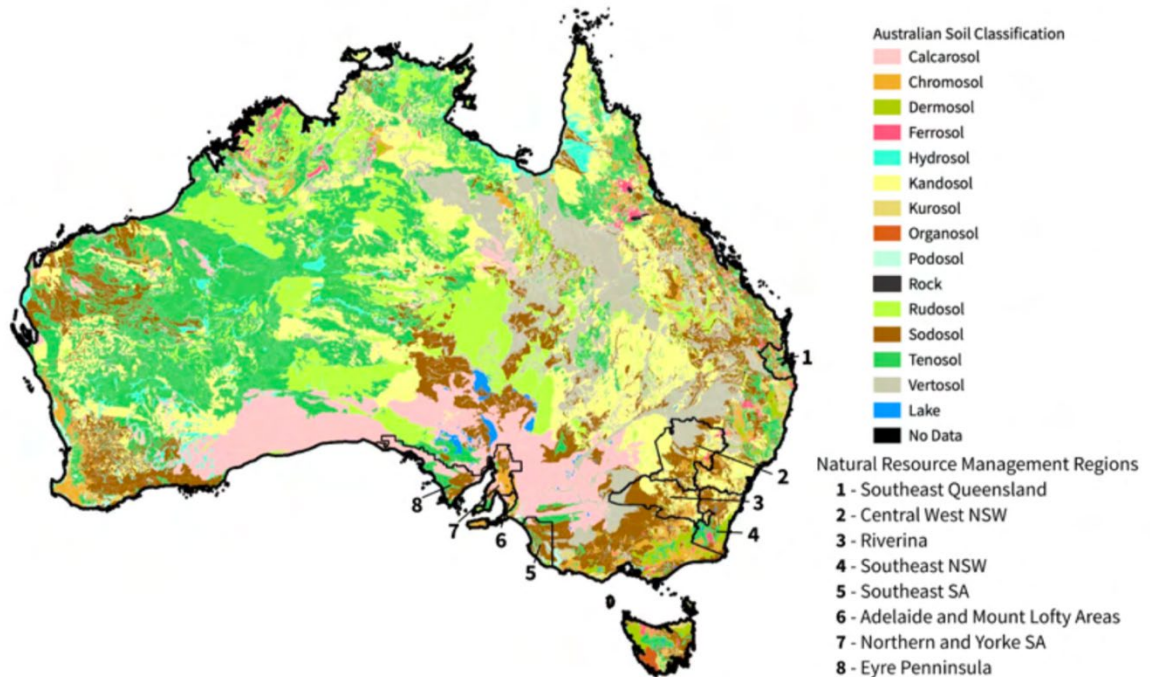 Australian Soil Classification
Calcarosol
Chromosol
Dermosol
Ferrosol
Hydrosol
Kandosol
Kurosol
Organosol
Podosol
Rock
Rudosol
Sodosol
Tenosol
Vertosol
Lake
No Data
Natural Resource Management Regions
1 - Southeast Queensland
2 - Central West NSW
3 - Riverina
4 - Southeast NSW
5 - Southeast SA
6 - Adelaide and Mount Lofty Areas
7 - Northern and Yorke SA
8 - Eyre Penninsula
1
2
3
4
5
6
7
8